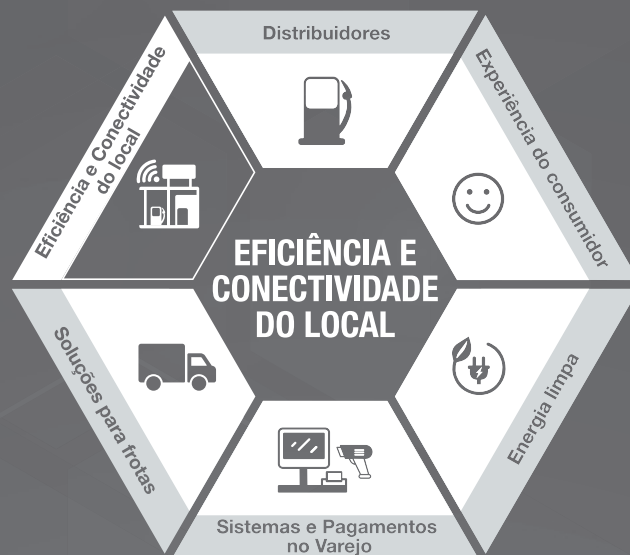 Distribuidores
Experiência do consumidor
Eficiência e Conectividade
do local
EFICIÊNCIA E
CONECTIVIDADE
DO LOCAL
Soluções para frotas
Energia limpa
Sistemas e Pagamentos
no Varejo